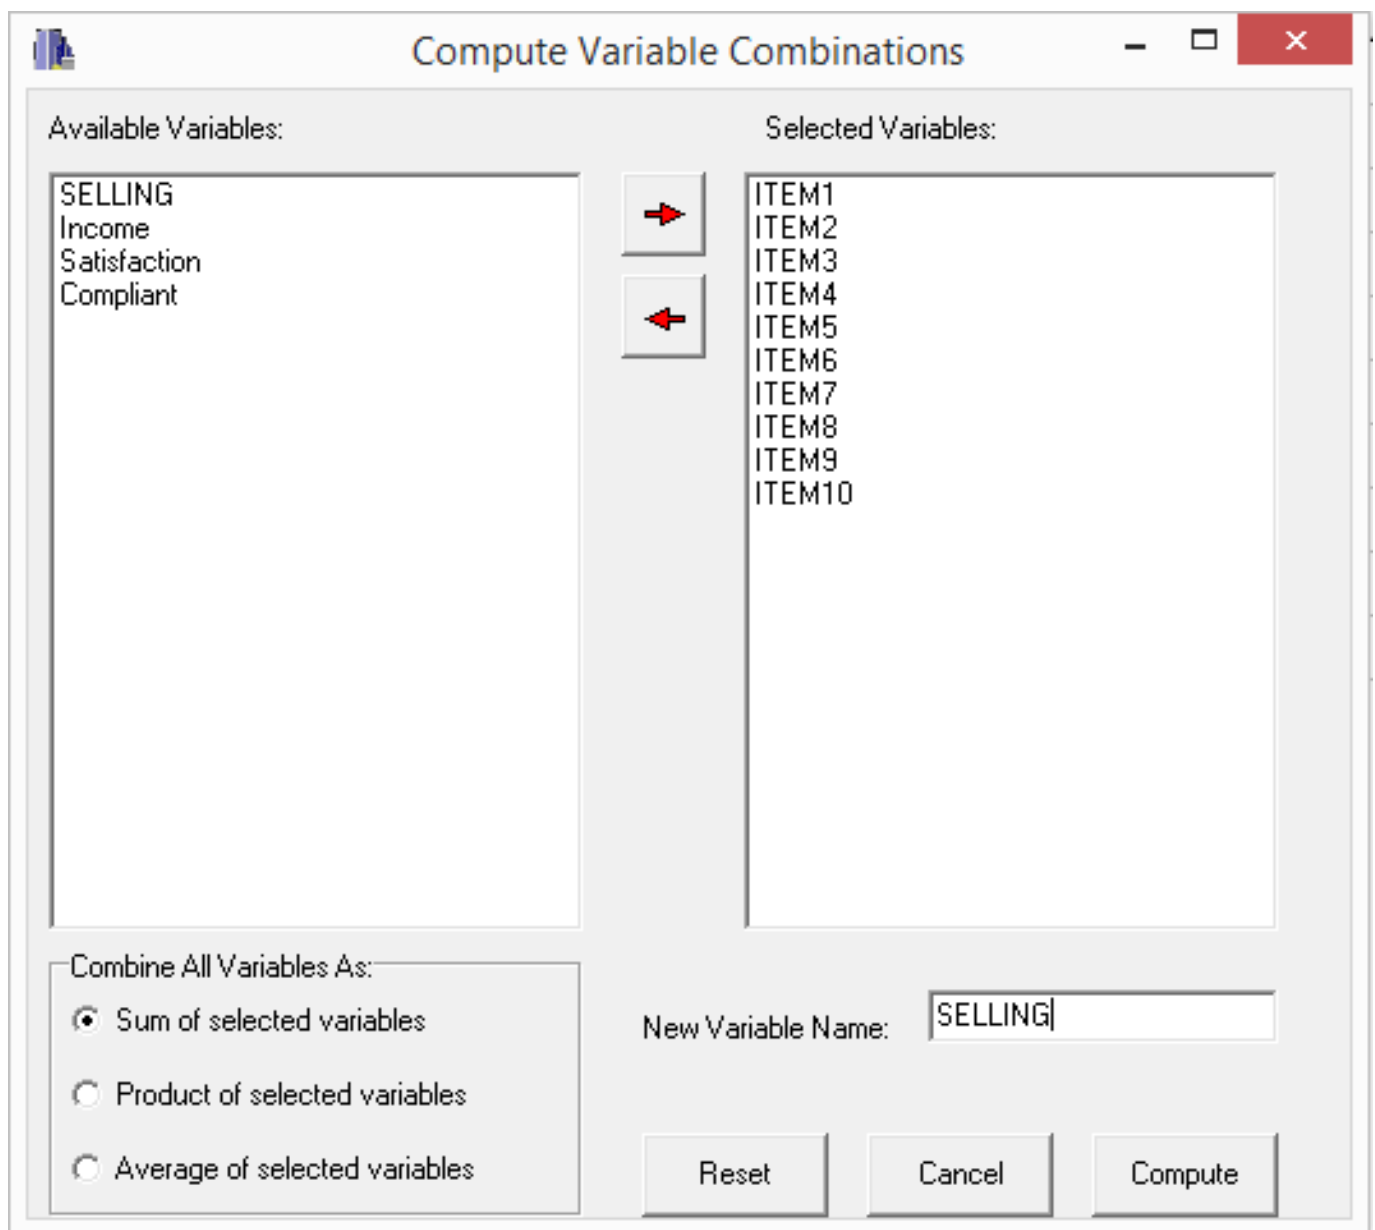 Compute Variable Combinations
Available Variables:
SELLING
Income
Satisfaction
Compliant
Selected Variables:
ITEM1
ITEM2
ITEM3
ITEM4
ITEM5
ITEM6
ITEM7
ITEM8
ITEM9
ITEM10
Combine All Variables As:
Sum of selected variables
Product of selected variables
Average of selected variables
New Variable Name:
SELLING
Reset
Cancel
Compute